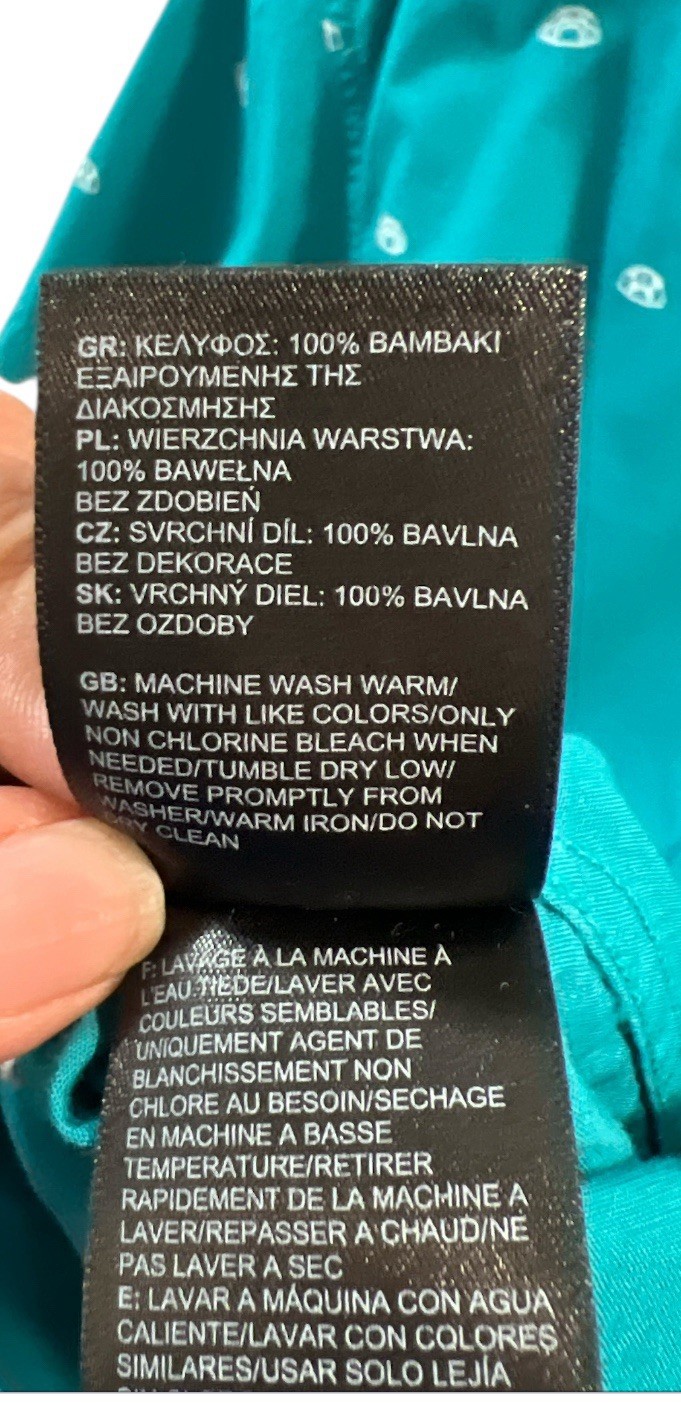 GR: ΚΕΛΥΦΟΣ: 100% BAMBAKI
ΕΞΑΙΡΟΥΜΕΝΗΣ ΤΗΣ
ΔΙΑΚΟΣΜΗΣΗΣ
PL: WIERZCHNIA WARSTWA:
100% BAWEŁNA
BEZ ZDOBIEŃ
CZ: SVRCHNÍ DÍL: 100% BAVLNA
BEZ DEKORACE
SK: VRCHNÝ DIEL: 100% BAVLNA
BEZ OZDOBY
GB: MACHINE WASH WARM/
WASH WITH LIKE COLORS/ONLY
NON CHLORINE BLEACH WHEN
NEEDED/TUMBLE DRY LOW/
REMOVE PROMPTLY FROM
WASHER/WARM IRON/DO NOT
DRY CLEAN
F: LAVAGE À LA MACHINE À
L'EAU TIEDE/LAVER AVEC
COULEURS SEMBLABLES/
UNIQUEMENT AGENT DE
BLANCHISSEMENT NON
CHLORE AU BESOIN/SECHAGE
EN MACHINE A BASSE
TEMPERATURE/RETIRER
RAPIDEMENT DE LA MACHINE A
LAVER/REPASSER A CHAUD/NE
PAS LAVER A SEC
E: LAVAR A MÁQUINA CON AGUA
CALIENTE/LAVAR CON COLORES
SIMILARES/USAR SOLO LEJÍA